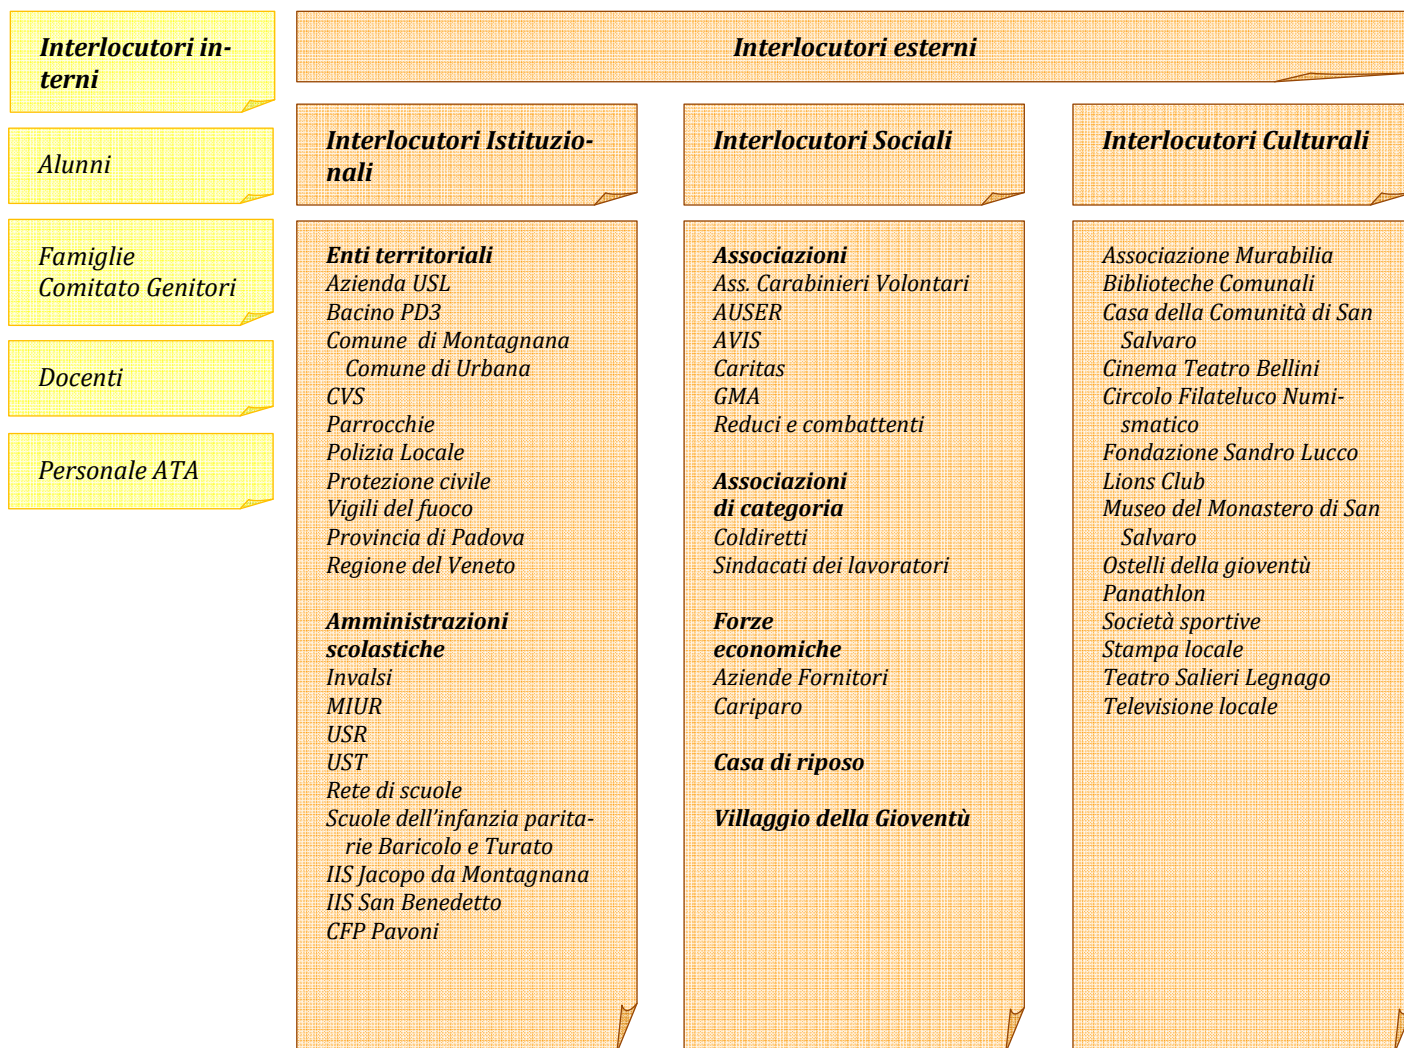 Interlocutori in-
terni
Alunni
Famiglie
Comitato Genitori
Docenti
Personale ATA
Interlocutori esterni
Interlocutori Istituzio-
nali
Enti territoriali
Azienda USL
Bacino PD3
Comune  di Montagnana
Comune di Urbana
CVS
Parrocchie
Polizia Locale
Protezione civile
Vigili del fuoco
Provincia di Padova
Regione del Veneto
Amministrazioni
scolastiche
Invalsi
MIUR
USR
UST
Rete di scuole
Scuole dell’infanzia parita-
rie Baricolo e Turato
IIS Jacopo da Montagnana
IIS San Benedetto
CFP Pavoni
Interlocutori Sociali
Associazioni
Ass. Carabinieri Volontari
AUSER
AVIS
Caritas
GMA
Reduci e combattenti
Associazioni
di categoria
Coldiretti
Sindacati dei lavoratori
Forze
economiche
Aziende Fornitori
Cariparo
Casa di riposo
Villaggio della Gioventù
Interlocutori Culturali
Associazione Murabilia
Biblioteche Comunali
Casa della Comunità di San
Salvaro
Cinema Teatro Bellini
Circolo Filateluco Numi-
smatico
Fondazione Sandro Lucco
Lions Club
Museo del Monastero di San
Salvaro
Ostelli della gioventù
Panathlon
Società sportive
Stampa locale
Teatro Salieri Legnago
Televisione locale